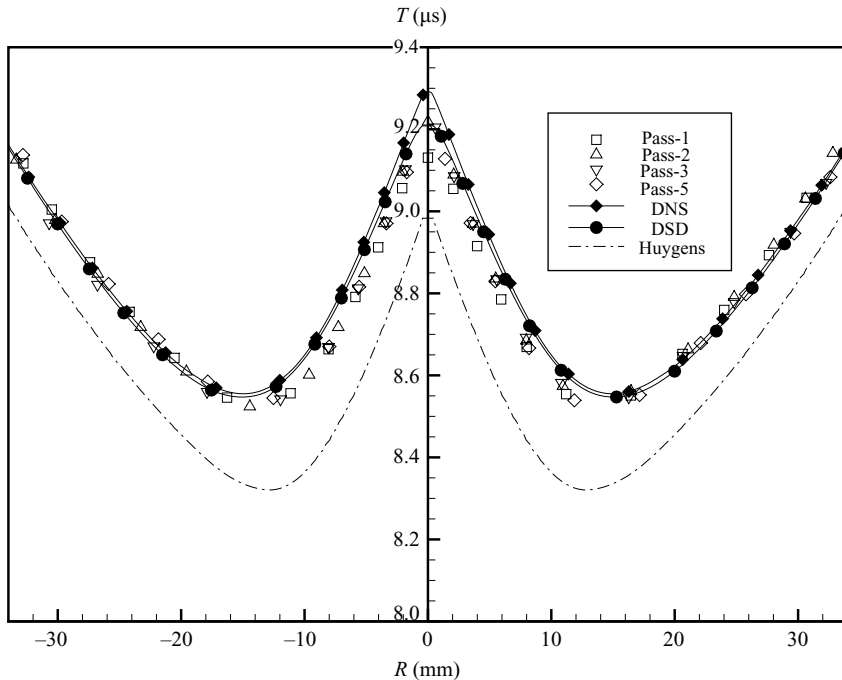 T (µs)
9.4
9.2
9.0
8.8
8.6
8.4
8.2
8.0
Pass-1
Pass-2
Pass-3
Pass-5
DNS
DSD
Huygens
–30 –20 –10 0 10 20 30
R (mm)